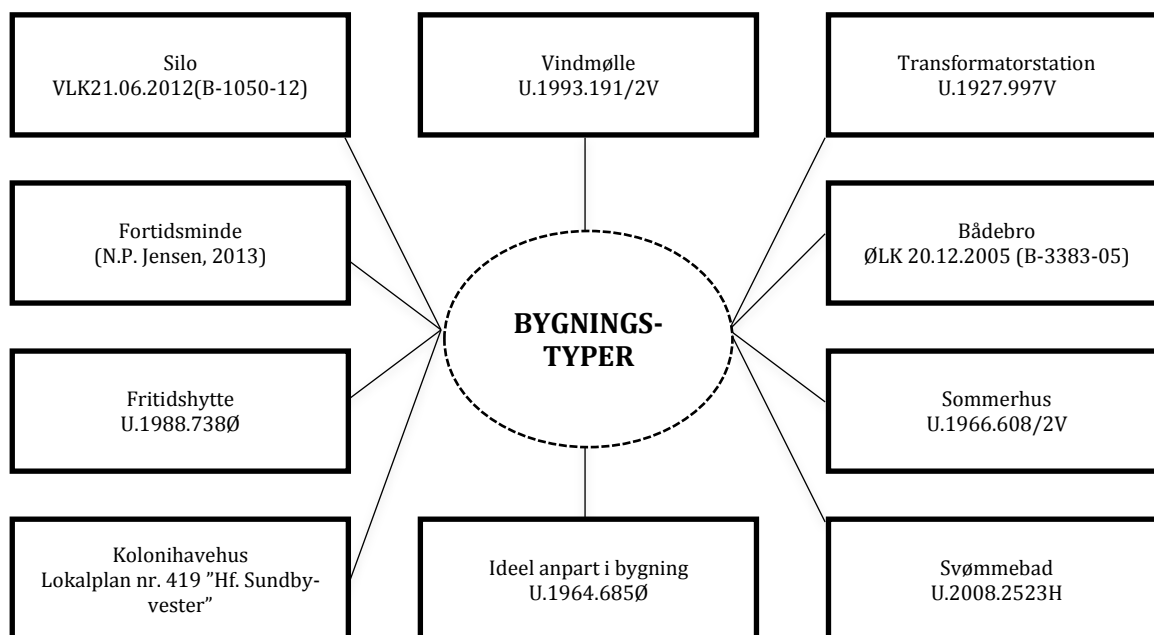 Silo
VLK21.06.2012(B-1050-12)
Vindmølle
U.1993.191/2V
Transformatorstation
U.1927.997V
Fortidsminde
(N.P. Jensen, 2013)
Bådebro
ØLK 20.12.2005 (B-3383-05)
BYGNINGS-
TYPER
Fritidshytte
U.1988.738Ø
Sommerhus
U.1966.608/2V
Kolonihavehus
Lokalplan nr. 419 ”Hf. Sundby-
vester”
Ideel anpart i bygning
U.1964.685Ø
Svømmebad
U.2008.2523H